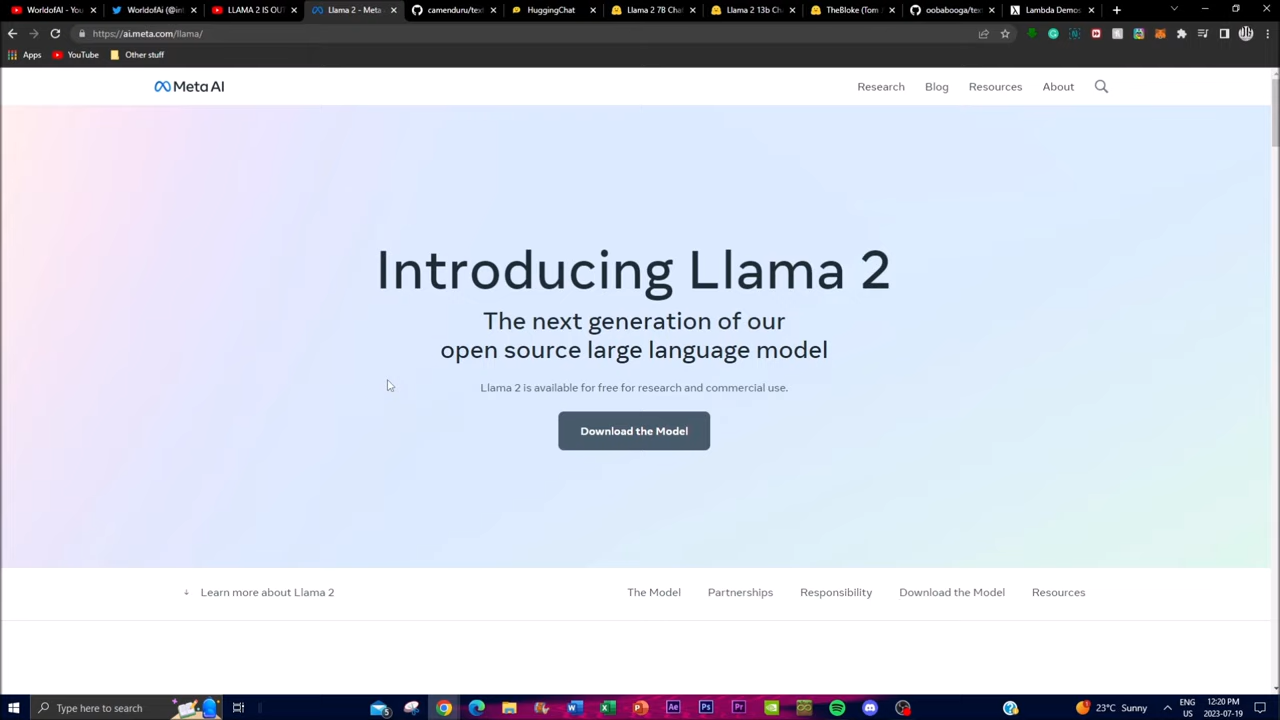 WorldofAI - You
WorldofAi (@in
LLAMA 2 IS OUT
Llama 2 - Meta
camenduru/text
HuggingChat
Llama 2 7B Cha
Llama 2 13b Ch
TheBloke (Tom
oobabooga/tex
Lambda Demos
https://ai.meta.com/llama/
Apps
YouTube
Other stuff
Meta AI
Research
Blog
Resources
About
Introducing Llama 2
The next generation of our
open source large language model
Llama 2 is available for free for research and commercial use.
Download the Model
Learn more about Llama 2
The Model
Partnerships
Responsibility
Download the Model
Resources
Type here to search
23°C Sunny
ENG
US
12:20 PM
2023-07-19